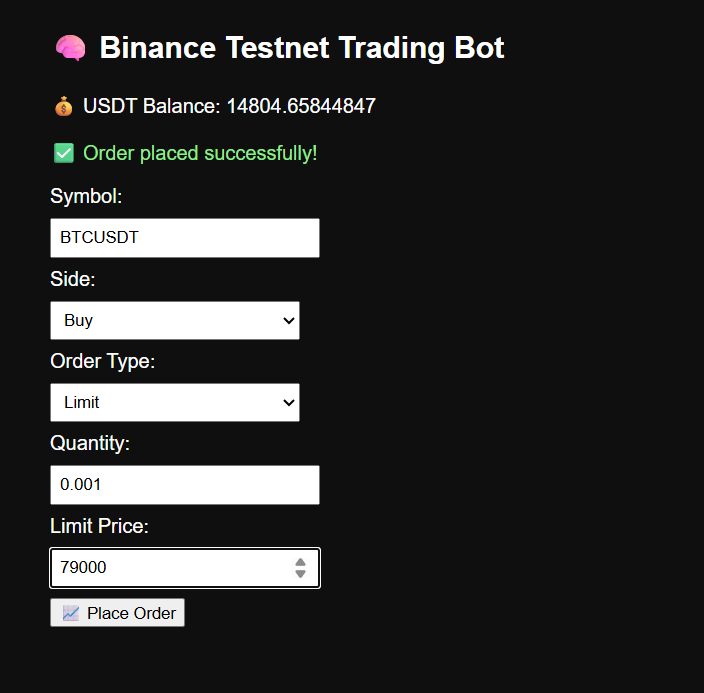 🧠 Binance Testnet Trading Bot
💰 USDT Balance: 14804.65844847
✅ Order placed successfully!
Symbol:
BTCUSDT
Side:
Buy
Order Type:
Limit
Quantity:
0.001
Limit Price:
79000
📈 Place Order